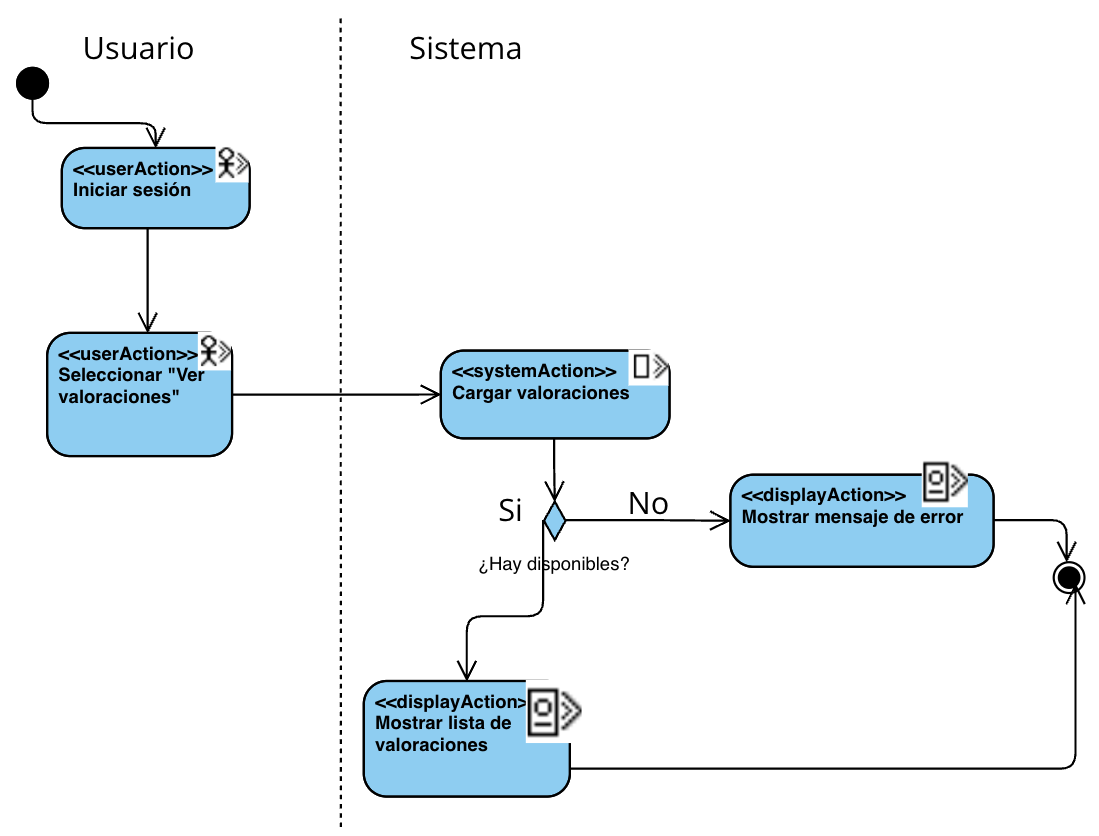 Usuario
Sistema
<<userAction>>
Iniciar sesión
<<userAction>>
Seleccionar "Ver
valoraciones"
<<systemAction>>
Cargar valoraciones
Si
No
¿Hay disponibles?
<<displayAction>>
Mostrar mensaje de error
<<displayAction>
Mostrar lista de
valoraciones